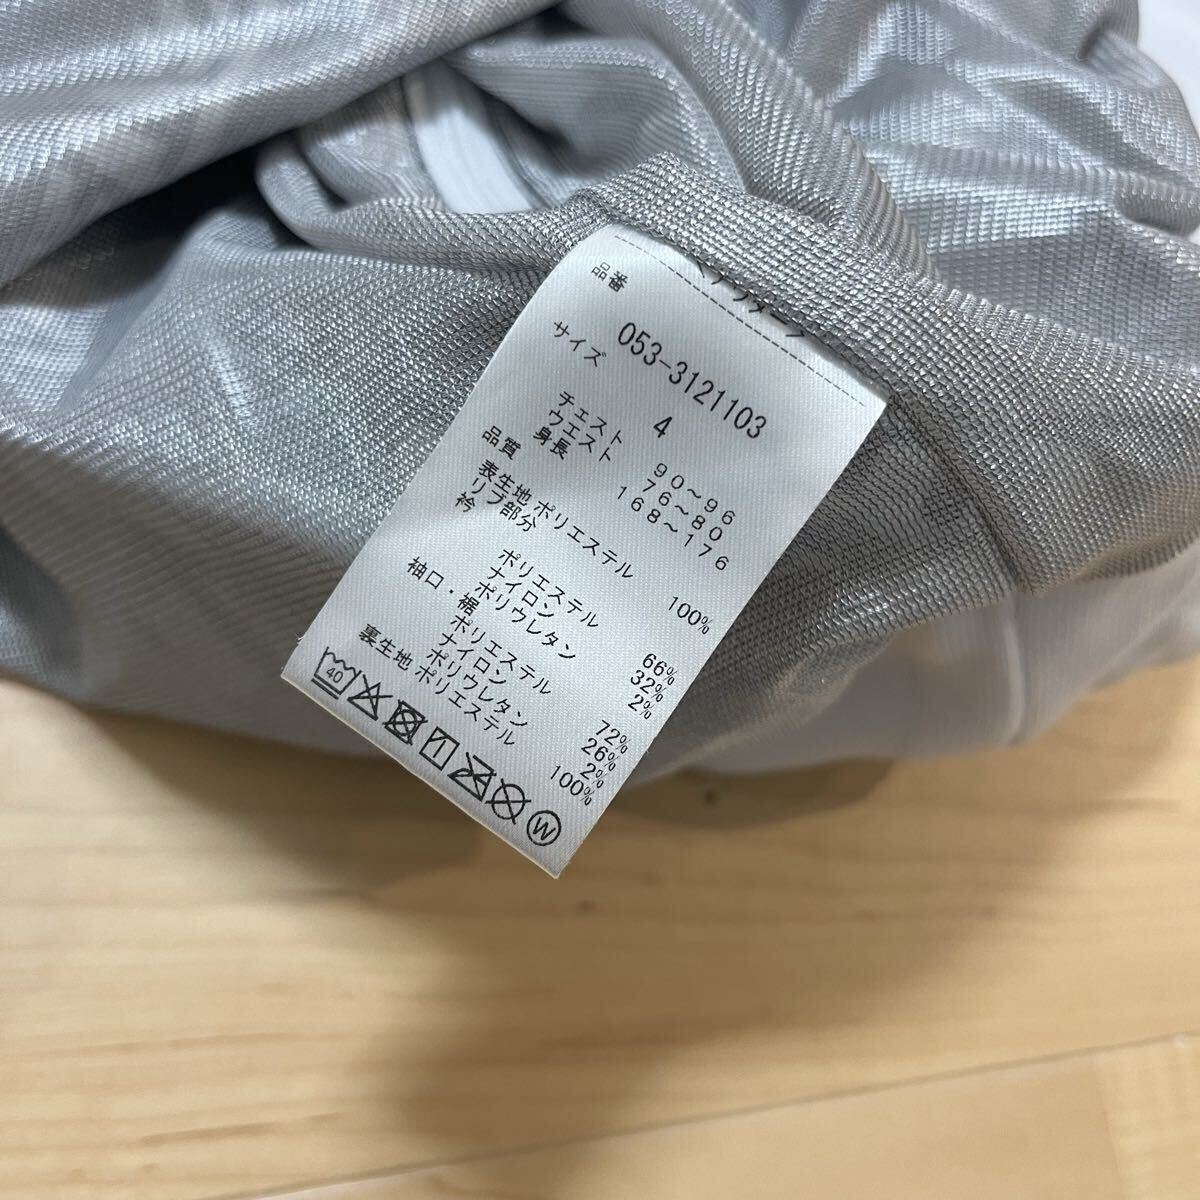 品番
053-3121103
サイズ
4
チェスト 90～96
ウエスト 76～80
身長 168～176
品質
表生地 ポリエステル 100%
リブ部分
衿
ポリエステル 66%
ナイロン 32%
ポリウレタン 2%
袖口・裾
ポリエステル 72%
ナイロン 26%
ポリウレタン 2%
裏生地 ポリエステル 100%
40
W